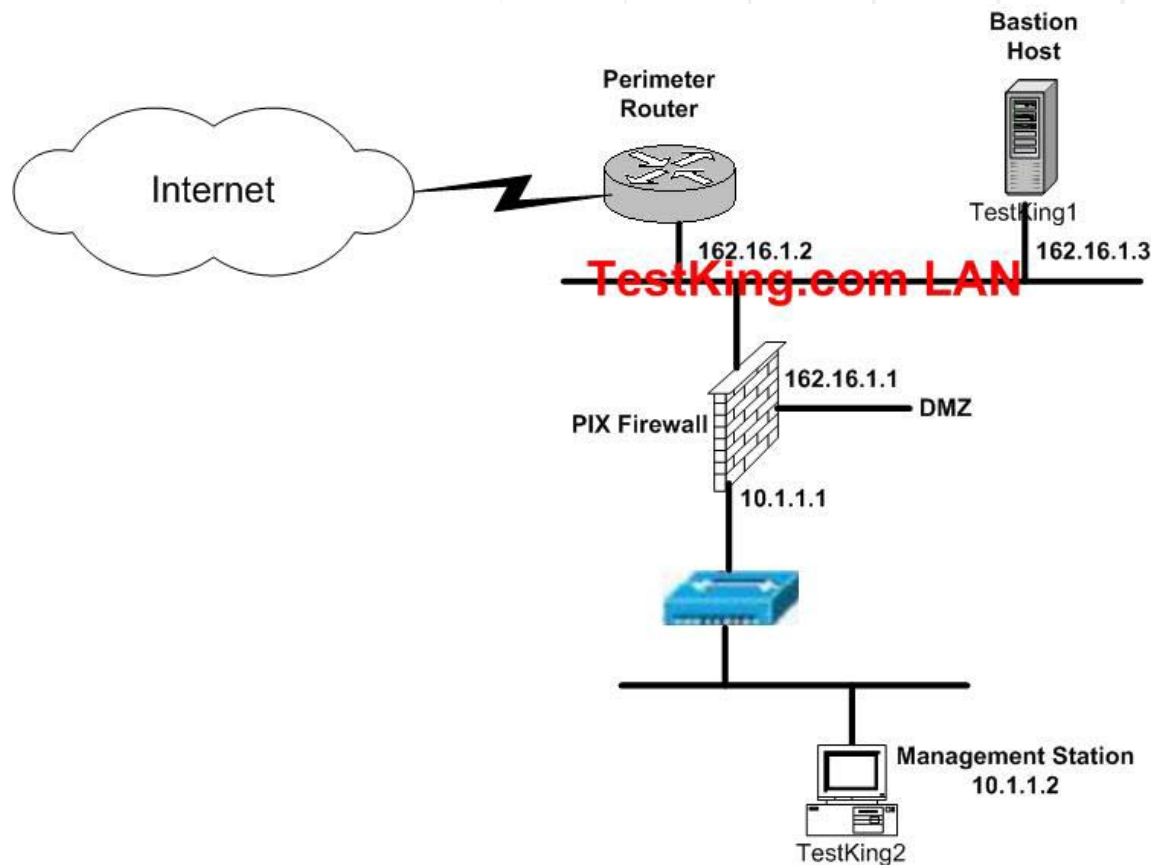 Bastion
Host
Perimeter
Router
Internet
TestKing1
162.16.1.2
162.16.1.3
TestKing.com LAN
162.16.1.1
PIX Firewall
DMZ
10.1.1.1
Management Station
10.1.1.2
TestKing2